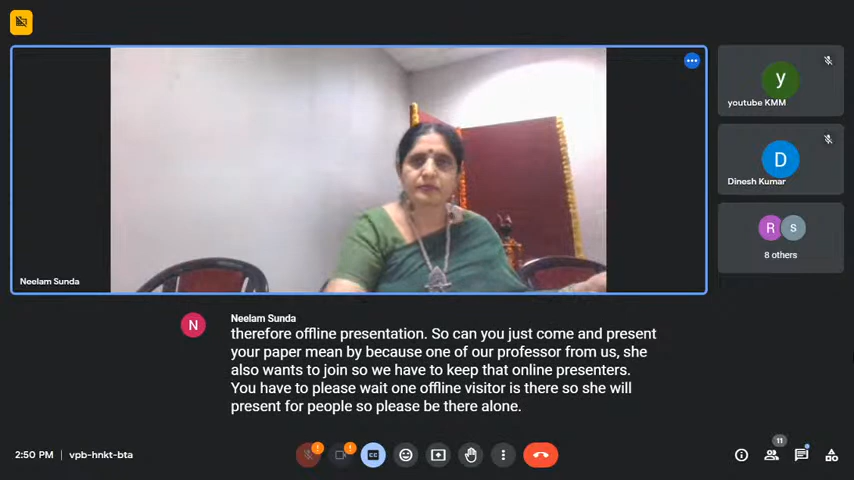 y
youtube KMM
D
Dinesh Kumar
R S
8 others
Neelam Sunda
N
Neelam Sunda
therefore offline presentation. So can you just come and present
your paper mean by because one of our professor from us, she
also wants to join so we have to keep that online presenters.
You have to please wait one offline visitor is there so she will
present for people so please be there alone.
2:50 PM | vpb-hnkt-bta
CC
11